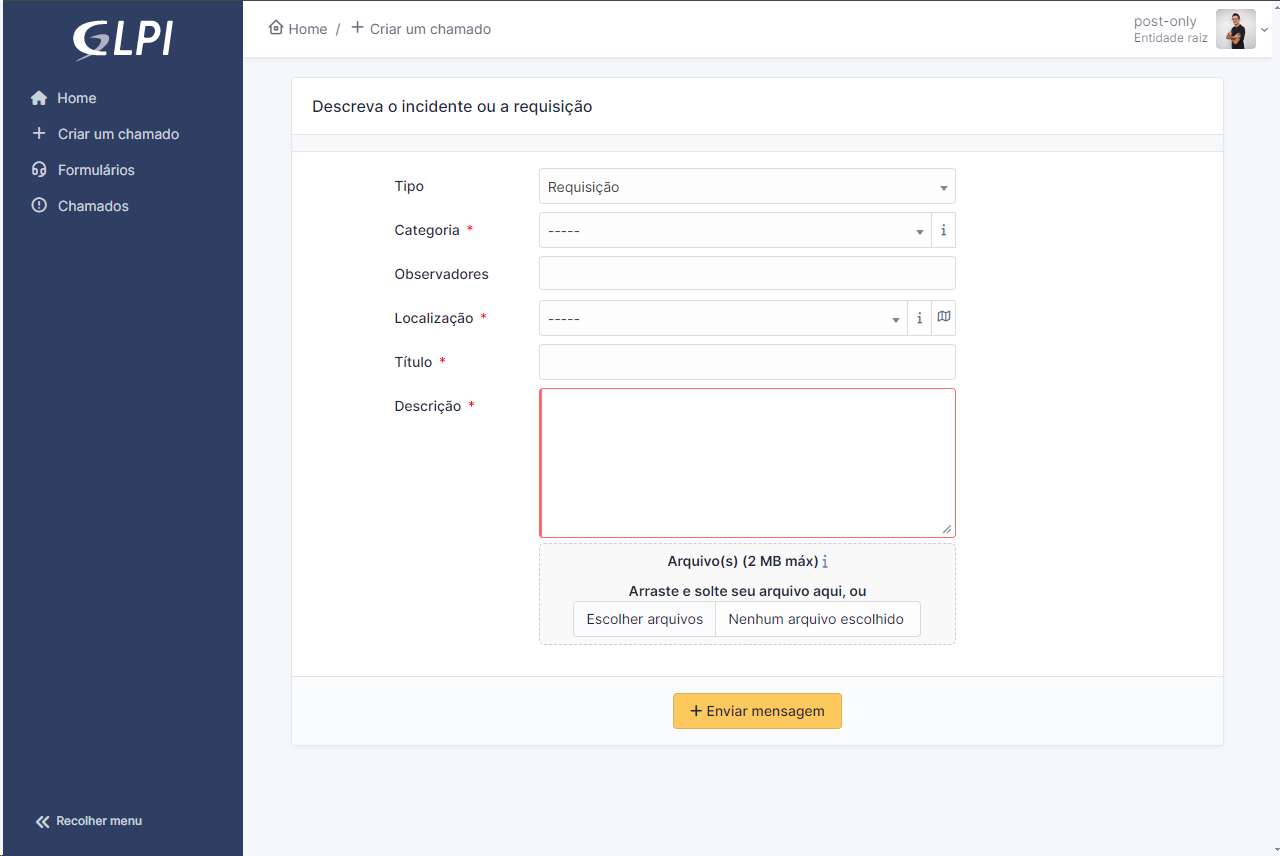 GLPI
Home
Criar um chamado
Formulários
Chamados
Recolher menu
Home / + Criar um chamado
post-only
Entidade raiz
Descreva o incidente ou a requisição
Tipo Requisição
Categoria * -----
Observadores
Localização * -----
Título *
Descrição *
Arquivo(s) (2 MB máx)
Arraste e solte seu arquivo aqui, ou
Escolher arquivos Nenhum arquivo escolhido
+ Enviar mensagem